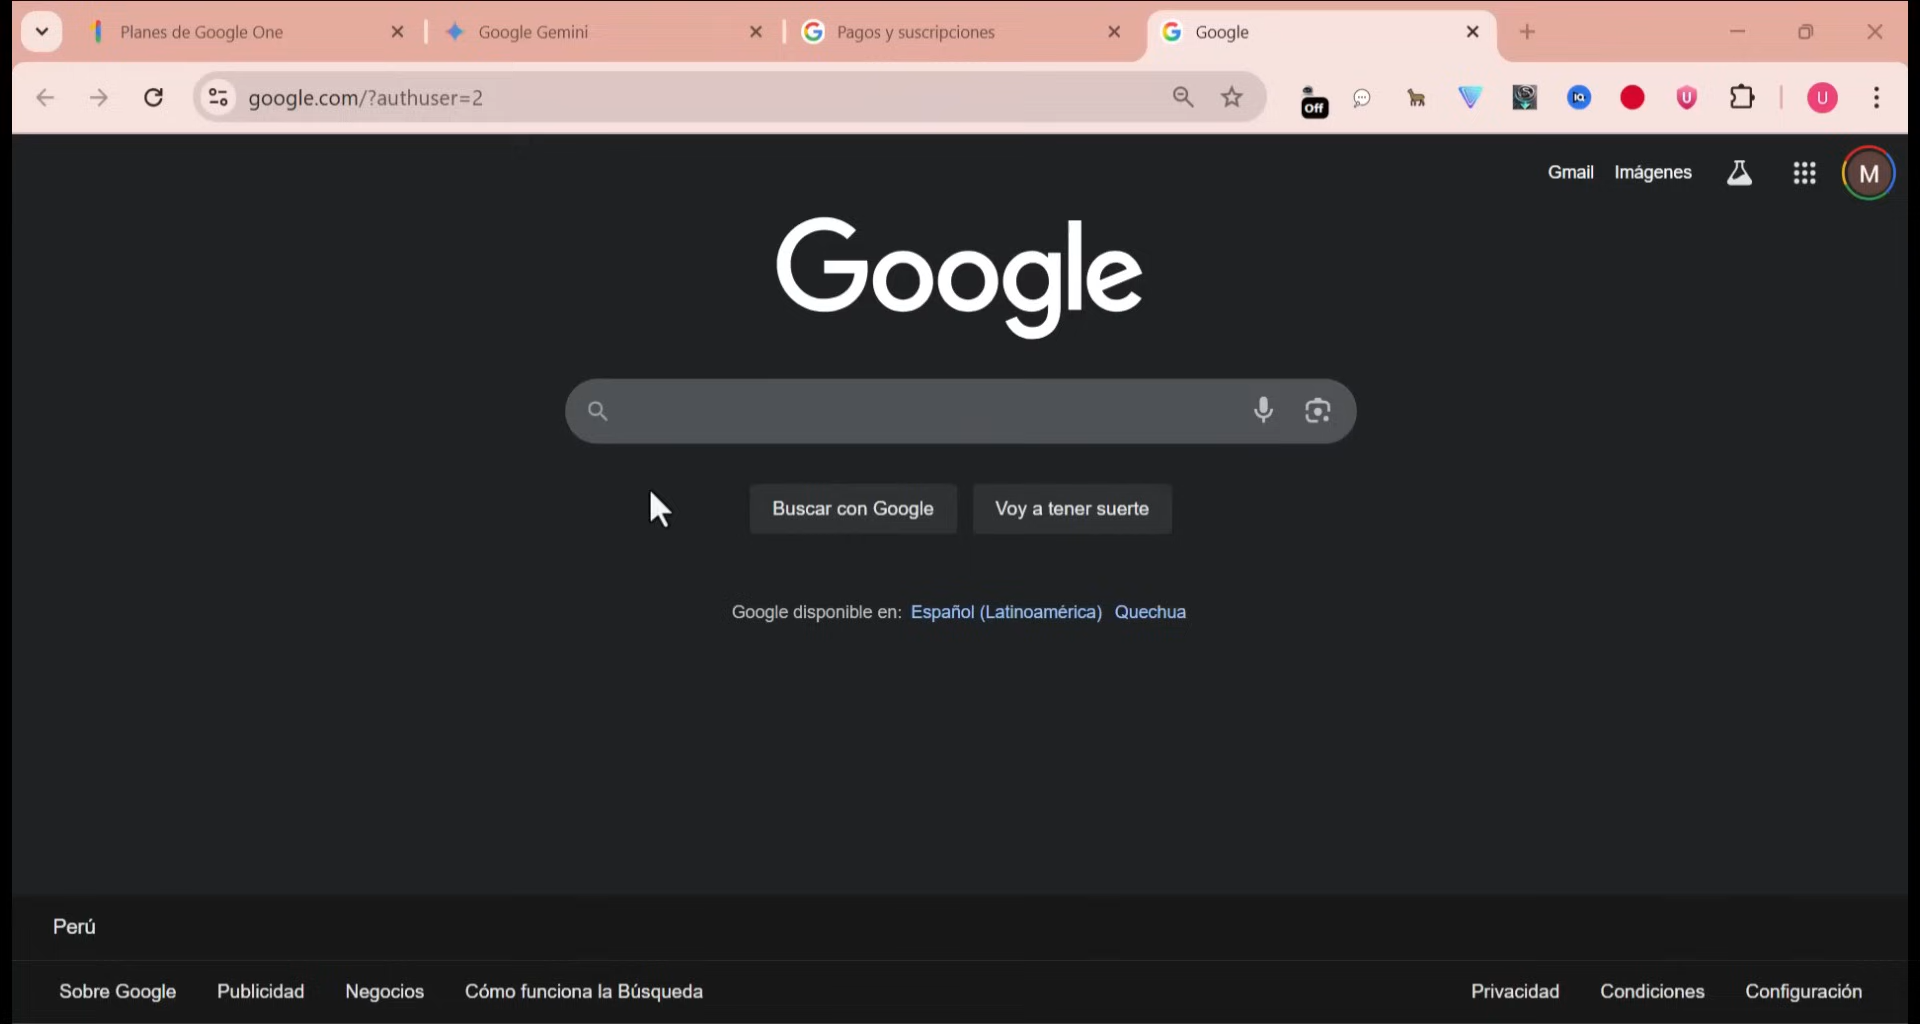 Planes de Google One
Google Gemini
Pagos y suscripciones
Google
google.com/?authuser=2
Off
IQ
U
U
Gmail
Imágenes
M
Google
Buscar con Google
Voy a tener suerte
Google disponible en: Español (Latinoamérica) Quechua
Perú
Sobre Google
Publicidad
Negocios
Cómo funciona la Búsqueda
Privacidad
Condiciones
Configuración